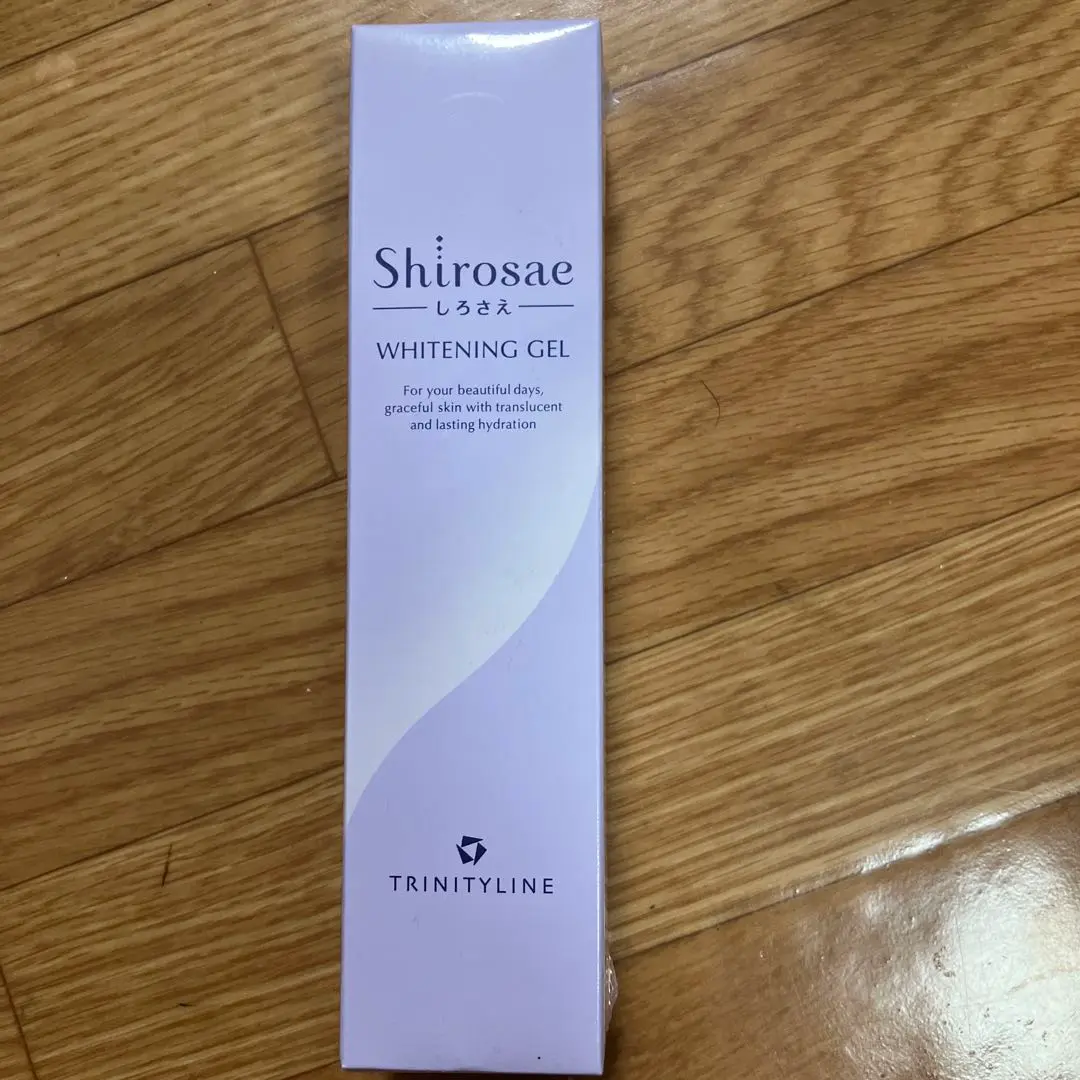 Shirosae
しろさえ
WHITENING GEL
For your beautiful days,
graceful skin with translucent
and lasting hydration
TRINITYLINE